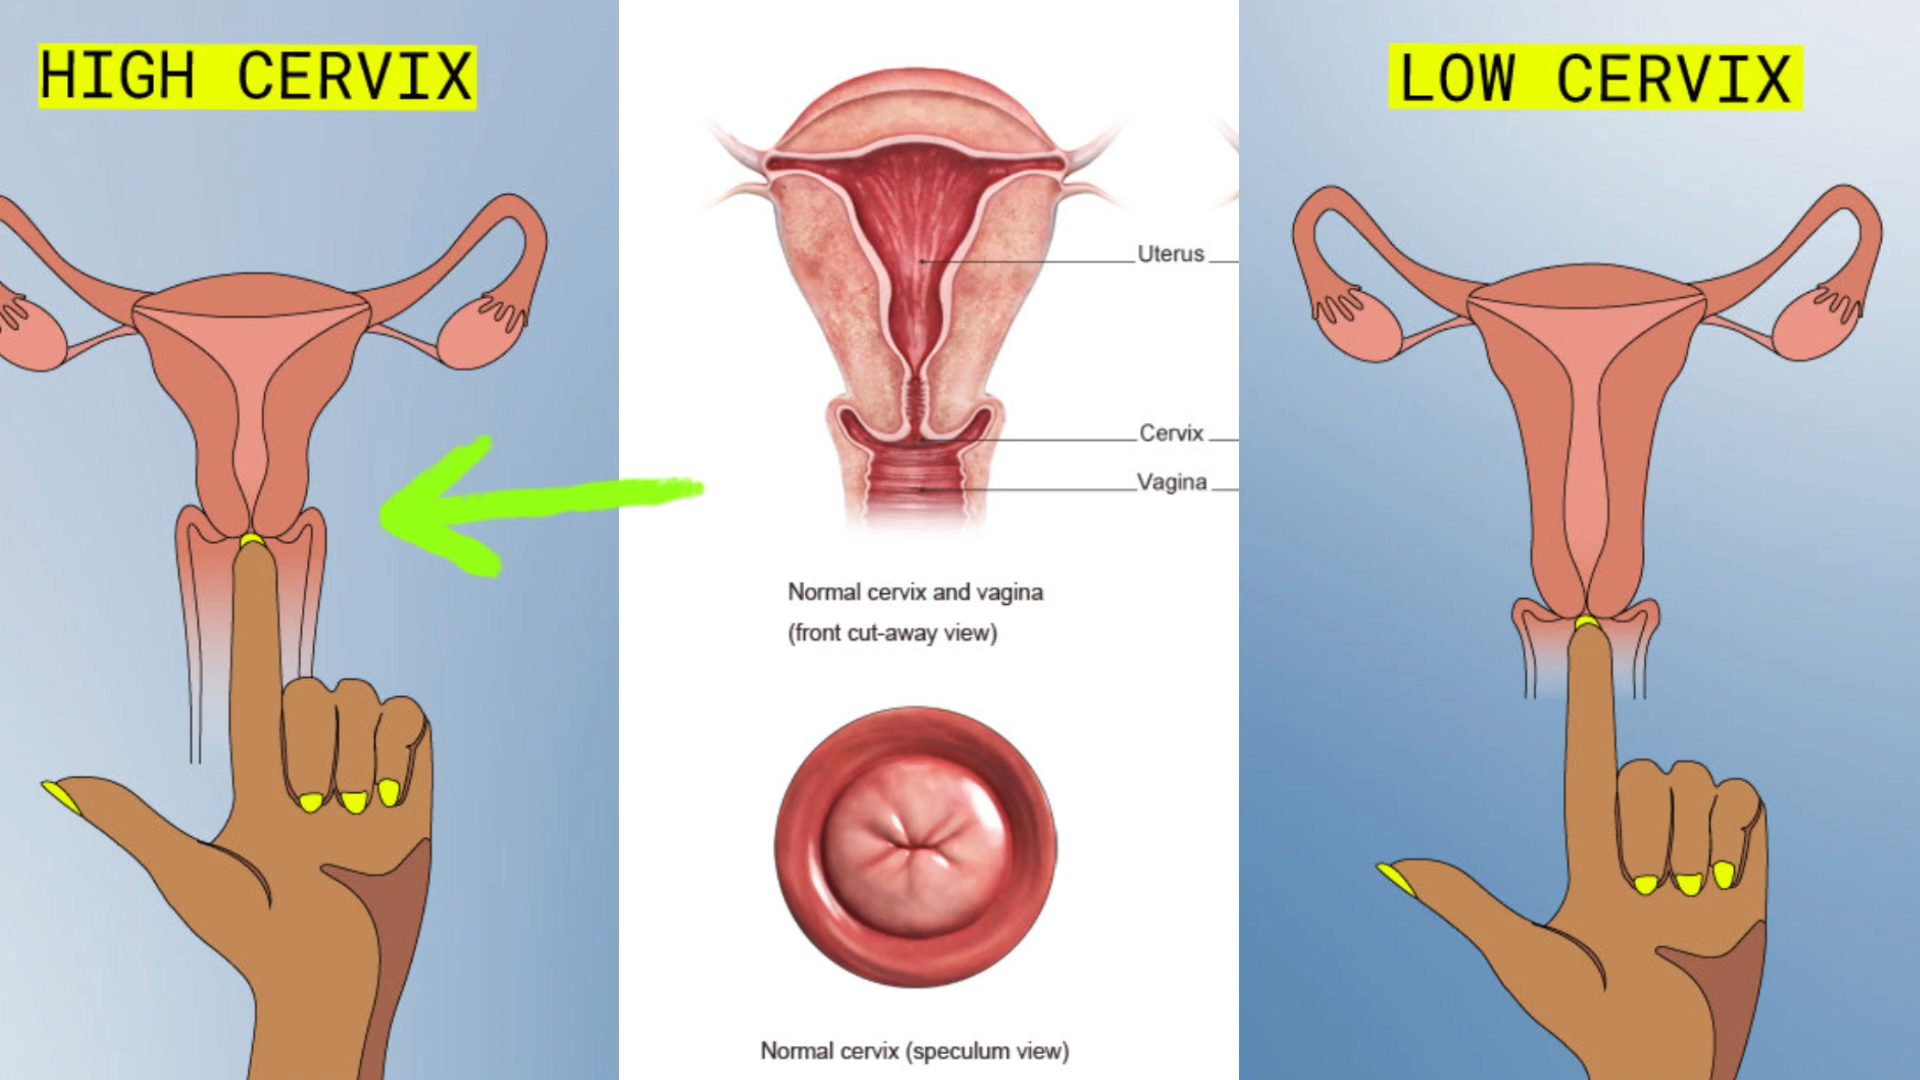 HIGH CERVIX
Uterus
Cervix
Vagina
Normal cervix and vagina
(front cut-away view)
Normal cervix (speculum view)
LOW CERVIX